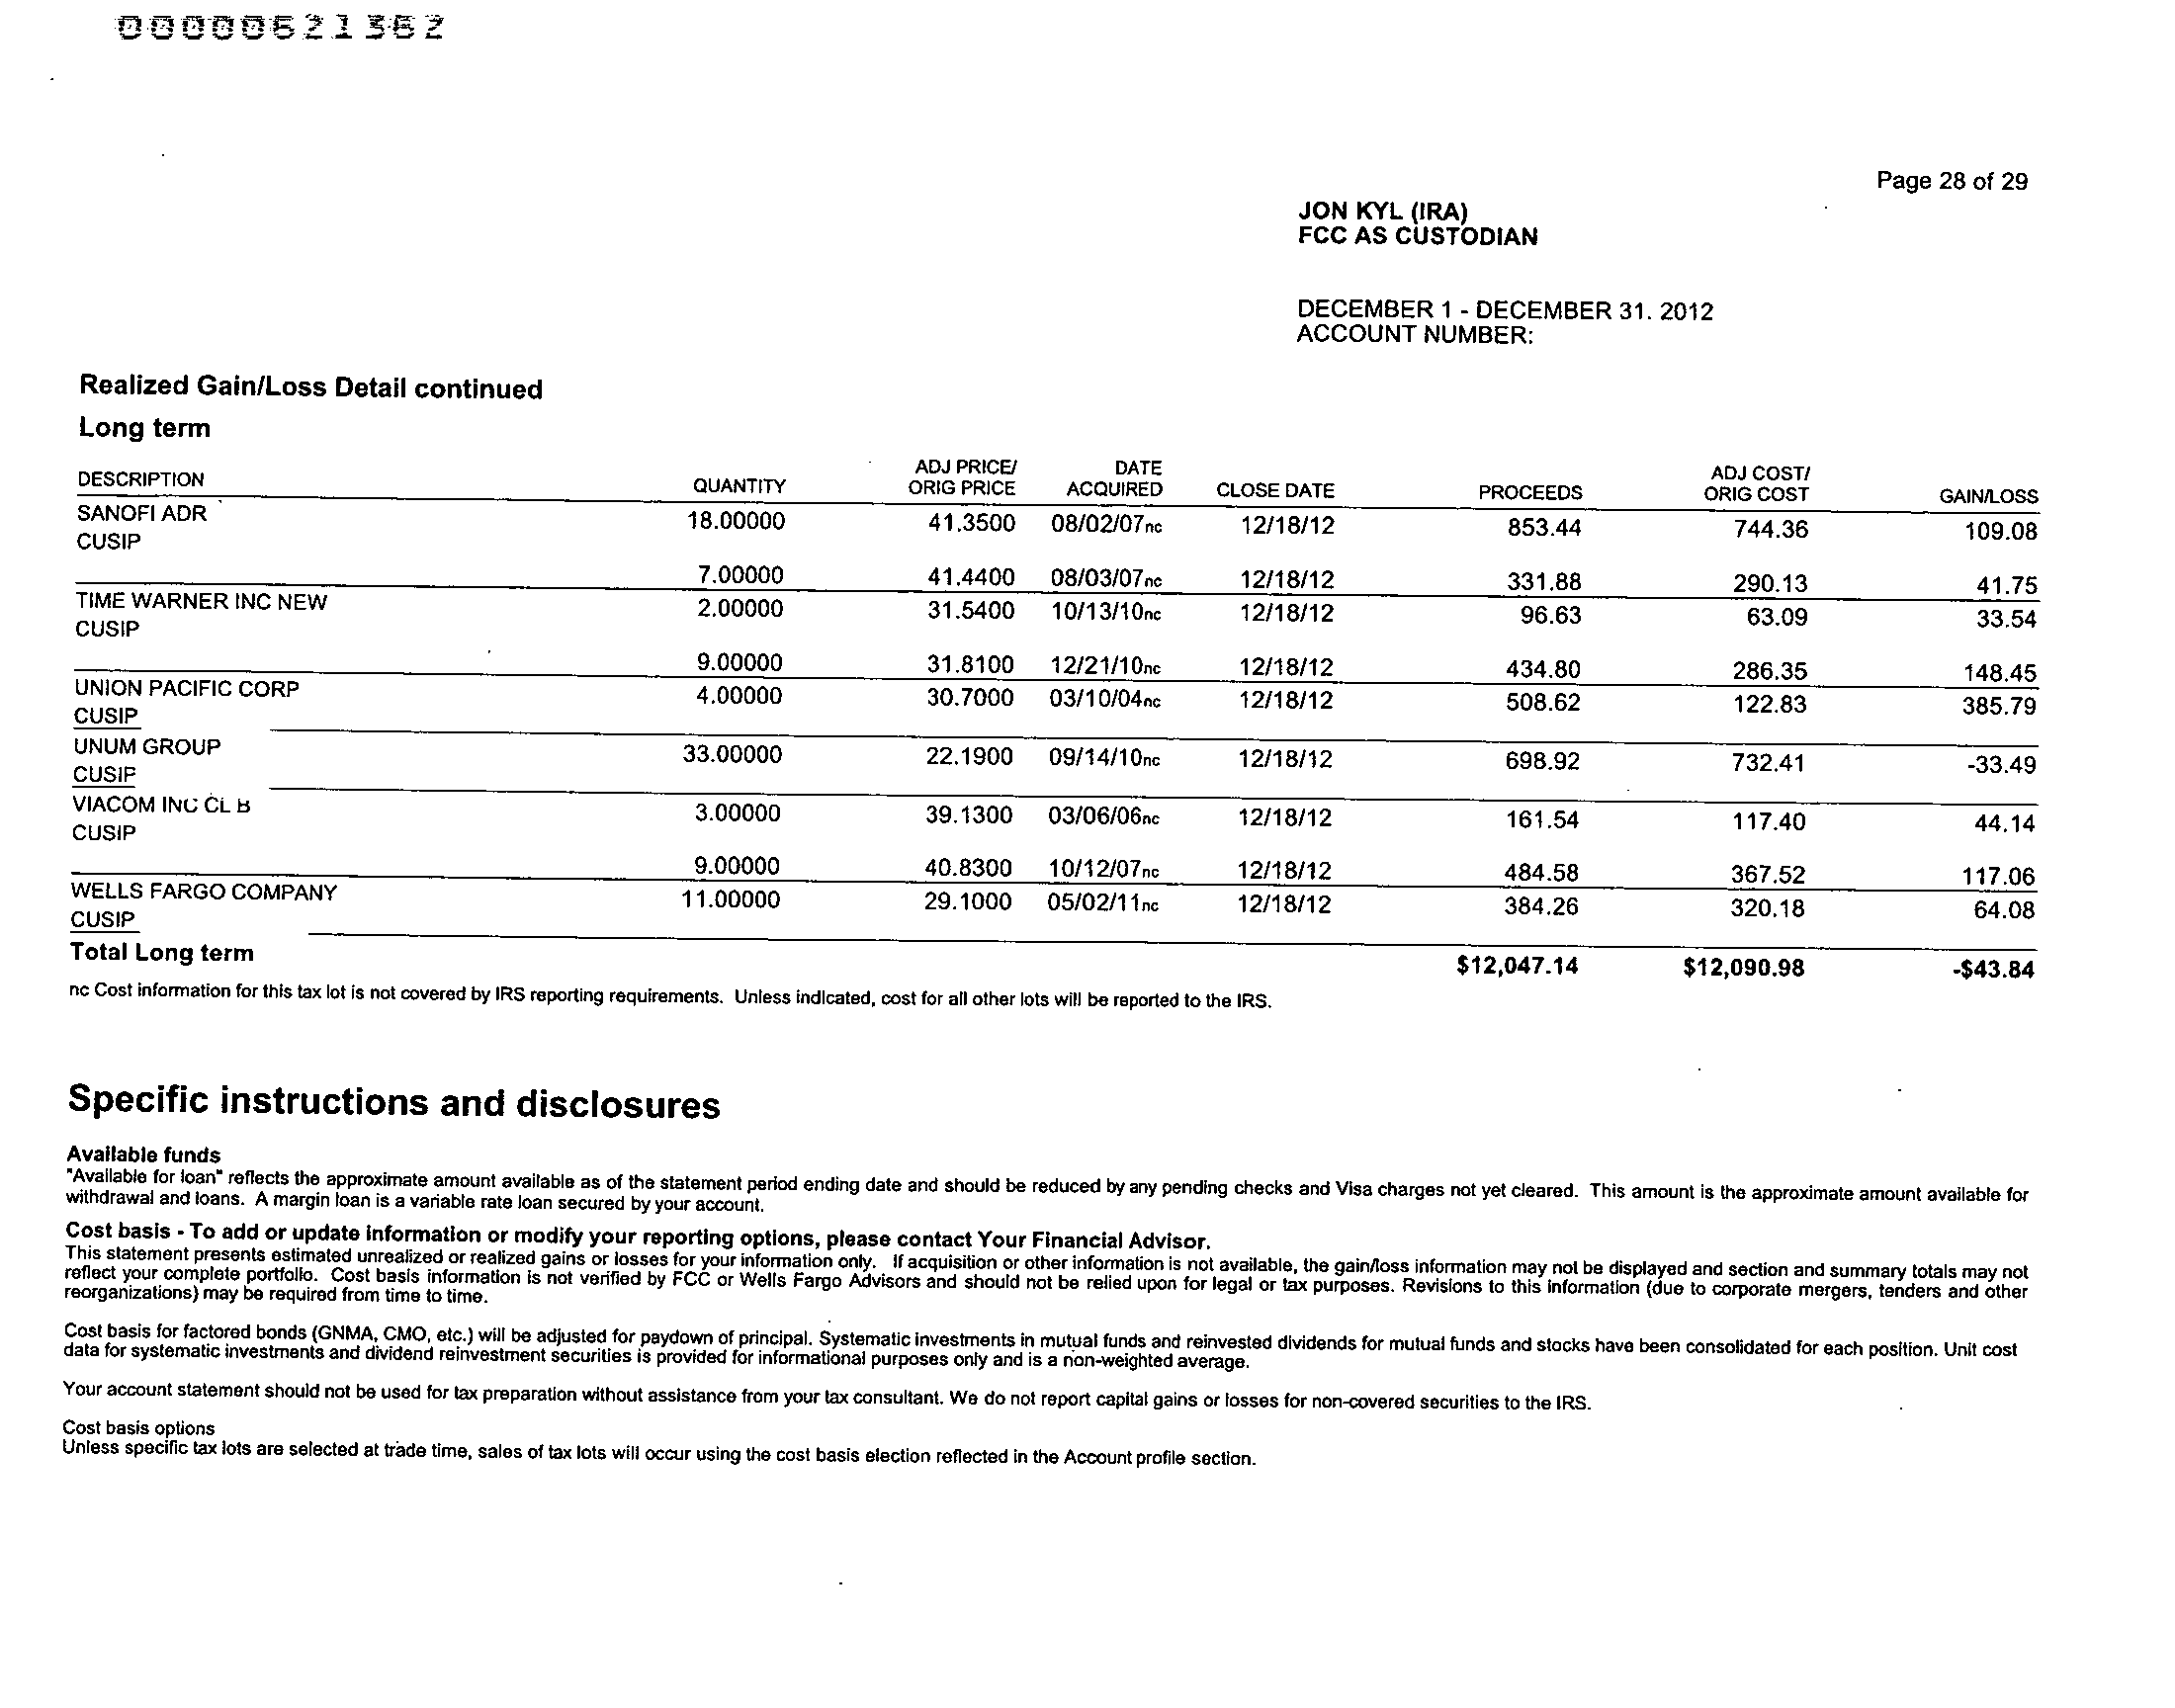 00000621362
Page 28 of 29
JON KYL (IRA)
FCC AS CUSTODIAN
DECEMBER 1 - DECEMBER 31. 2012
ACCOUNT NUMBER:
Realized Gain/Loss Detail continued
Long term
DESCRIPTION QUANTITY ADJ PRICE/ ORIG PRICE DATE ACQUIRED CLOSE DATE PROCEEDS ADJ COST/ ORIG COST GAIN/LOSS
SANOFI ADR 18.00000 41.3500 08/02/07nc 12/18/12 853.44 744.36 109.08
CUSIP
7.00000 41.4400 08/03/07nc 12/18/12 331.88 290.13 41.75
TIME WARNER INC NEW 2.00000 31.5400 10/13/10nc 12/18/12 96.63 63.09 33.54
CUSIP
9.00000 31.8100 12/21/10nc 12/18/12 434.80 286.35 148.45
UNION PACIFIC CORP 4.00000 30.7000 03/10/04nc 12/18/12 508.62 122.83 385.79
CUSIP
UNUM GROUP 33.00000 22.1900 09/14/10nc 12/18/12 698.92 732.41 -33.49
CUSIP
VIACOM INC CL B 3.00000 39.1300 03/06/06nc 12/18/12 161.54 117.40 44.14
CUSIP
9.00000 40.8300 10/12/07nc 12/18/12 484.58 367.52 117.06
WELLS FARGO COMPANY 11.00000 29.1000 05/02/11nc 12/18/12 384.26 320.18 64.08
CUSIP
Total Long term $12,047.14 $12,090.98 -$43.84
nc Cost information for this tax lot is not covered by IRS reporting requirements. Unless indicated, cost for all other lots will be reported to the IRS.
Specific instructions and disclosures
Available funds
"Available for loan" reflects the approximate amount available as of the statement period ending date and should be reduced by any pending checks and Visa charges not yet cleared. This amount is the approximate amount available for
withdrawal and loans. A margin loan is a variable rate loan secured by your account.
Cost basis - To add or update information or modify your reporting options, please contact Your Financial Advisor.
This statement presents estimated unrealized or realized gains or losses for your information only. If acquisition or other information is not available, the gain/loss information may not be displayed and section and summary totals may not
reflect your complete portfolio. Cost basis information is not verified by FCC or Wells Fargo Advisors and should not be relied upon for legal or tax purposes. Revisions to this information (due to corporate mergers, tenders and other
reorganizations) may be required from time to time.
Cost basis for factored bonds (GNMA, CMO, etc.) will be adjusted for paydown of principal. Systematic investments in mutual funds and reinvested dividends for mutual funds and stocks have been consolidated for each position. Unit cost
data for systematic investments and dividend reinvestment securities is provided for informational purposes only and is a non-weighted average.
Your account statement should not be used for tax preparation without assistance from your tax consultant. We do not report capital gains or losses for non-covered securities to the IRS.
Cost basis options
Unless specific tax lots are selected at trade time, sales of tax lots will occur using the cost basis election reflected in the Account profile section.